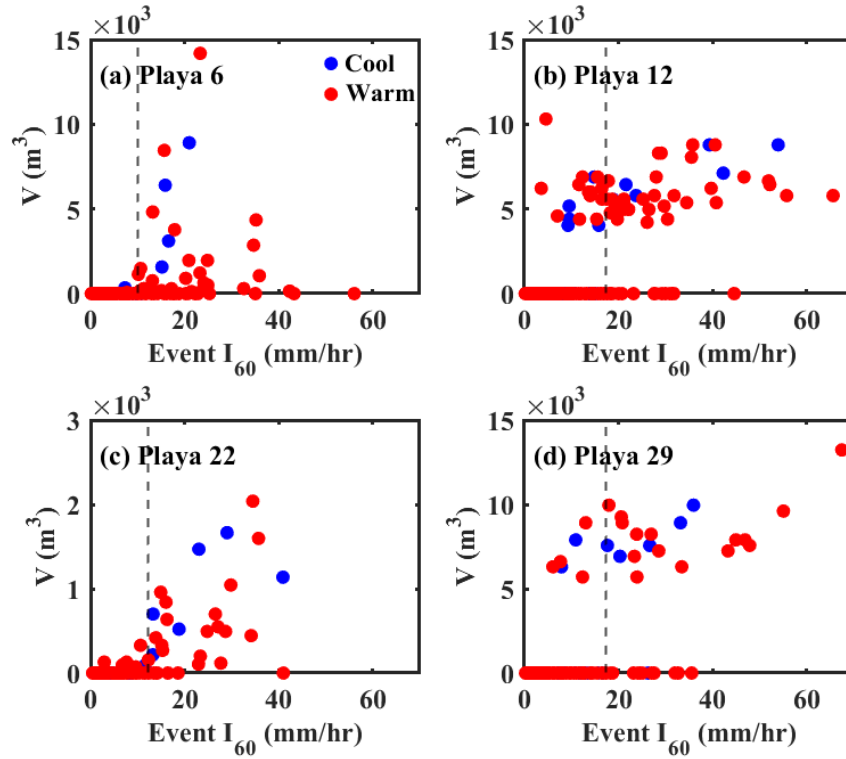 ×10³
15
10
5
0
V (m³)
(a) Playa 6
Cool
Warm
0 20 40 60
Event I₆₀ (mm/hr)
×10³
15
10
5
0
V (m³)
(b) Playa 12
0 20 40 60
Event I₆₀ (mm/hr)
×10³
3
2
1
0
V (m³)
(c) Playa 22
0 20 40 60
Event I₆₀ (mm/hr)
×10³
15
10
5
0
V (m³)
(d) Playa 29
0 20 40 60
Event I₆₀ (mm/hr)